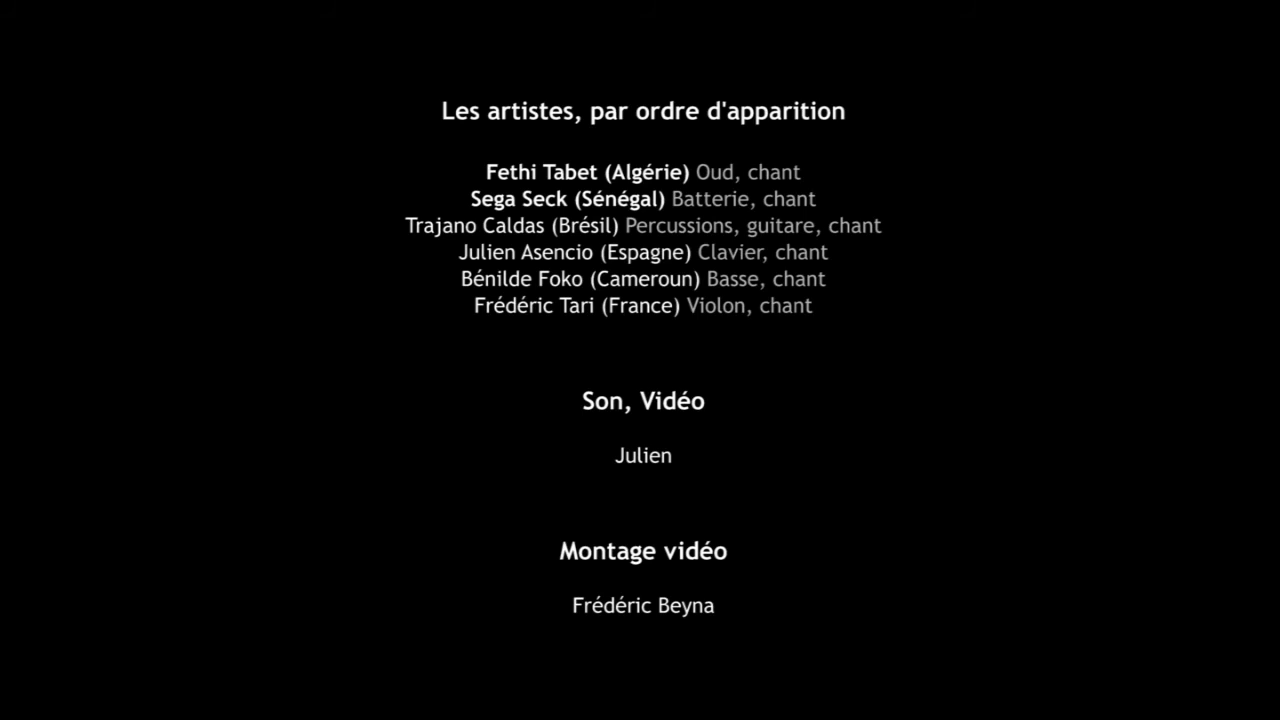 Les artistes, par ordre d'apparition
Fethi Tabet (Algérie) Oud, chant
Sega Seck (Sénégal) Batterie, chant
Trajano Caldas (Brésil) Percussions, guitare, chant
Julien Asencio (Espagne) Clavier, chant
Bénilde Foko (Cameroun) Basse, chant
Frédéric Tari (France) Violon, chant
Son, Vidéo
Julien
Montage vidéo
Frédéric Beyna